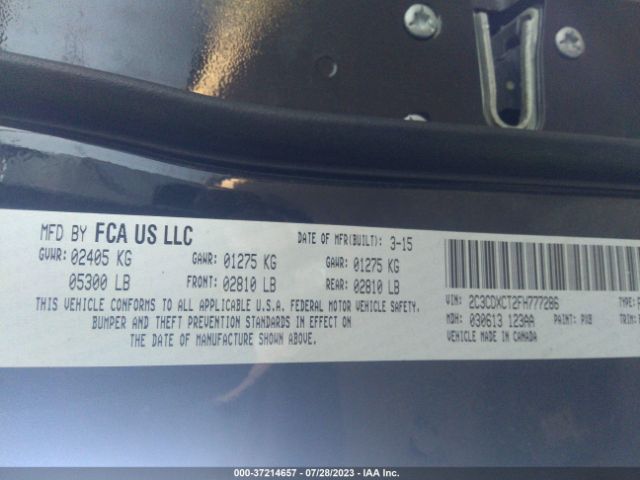 MFD BY FCA US LLC
DATE OF MFR(BUILT): 3-15
GVWR: 02405 KG GAWR: 01275 KG GAWR: 01275 KG
05300 LB FRONT: 02810 LB REAR: 02810 LB
THIS VEHICLE CONFORMS TO ALL APPLICABLE U.S.A. FEDERAL MOTOR VEHICLE SAFETY,
BUMPER AND THEFT PREVENTION STANDARDS IN EFFECT ON
THE DATE OF MANUFACTURE SHOWN ABOVE.
VIN: 2C3CDXCT2FH777286 TYPE:
MDH: 030613 123AA PAINT: PX8 TRIM:
VEHICLE MADE IN CANADA
000-37214657 - 07/28/2023 - IAA Inc.